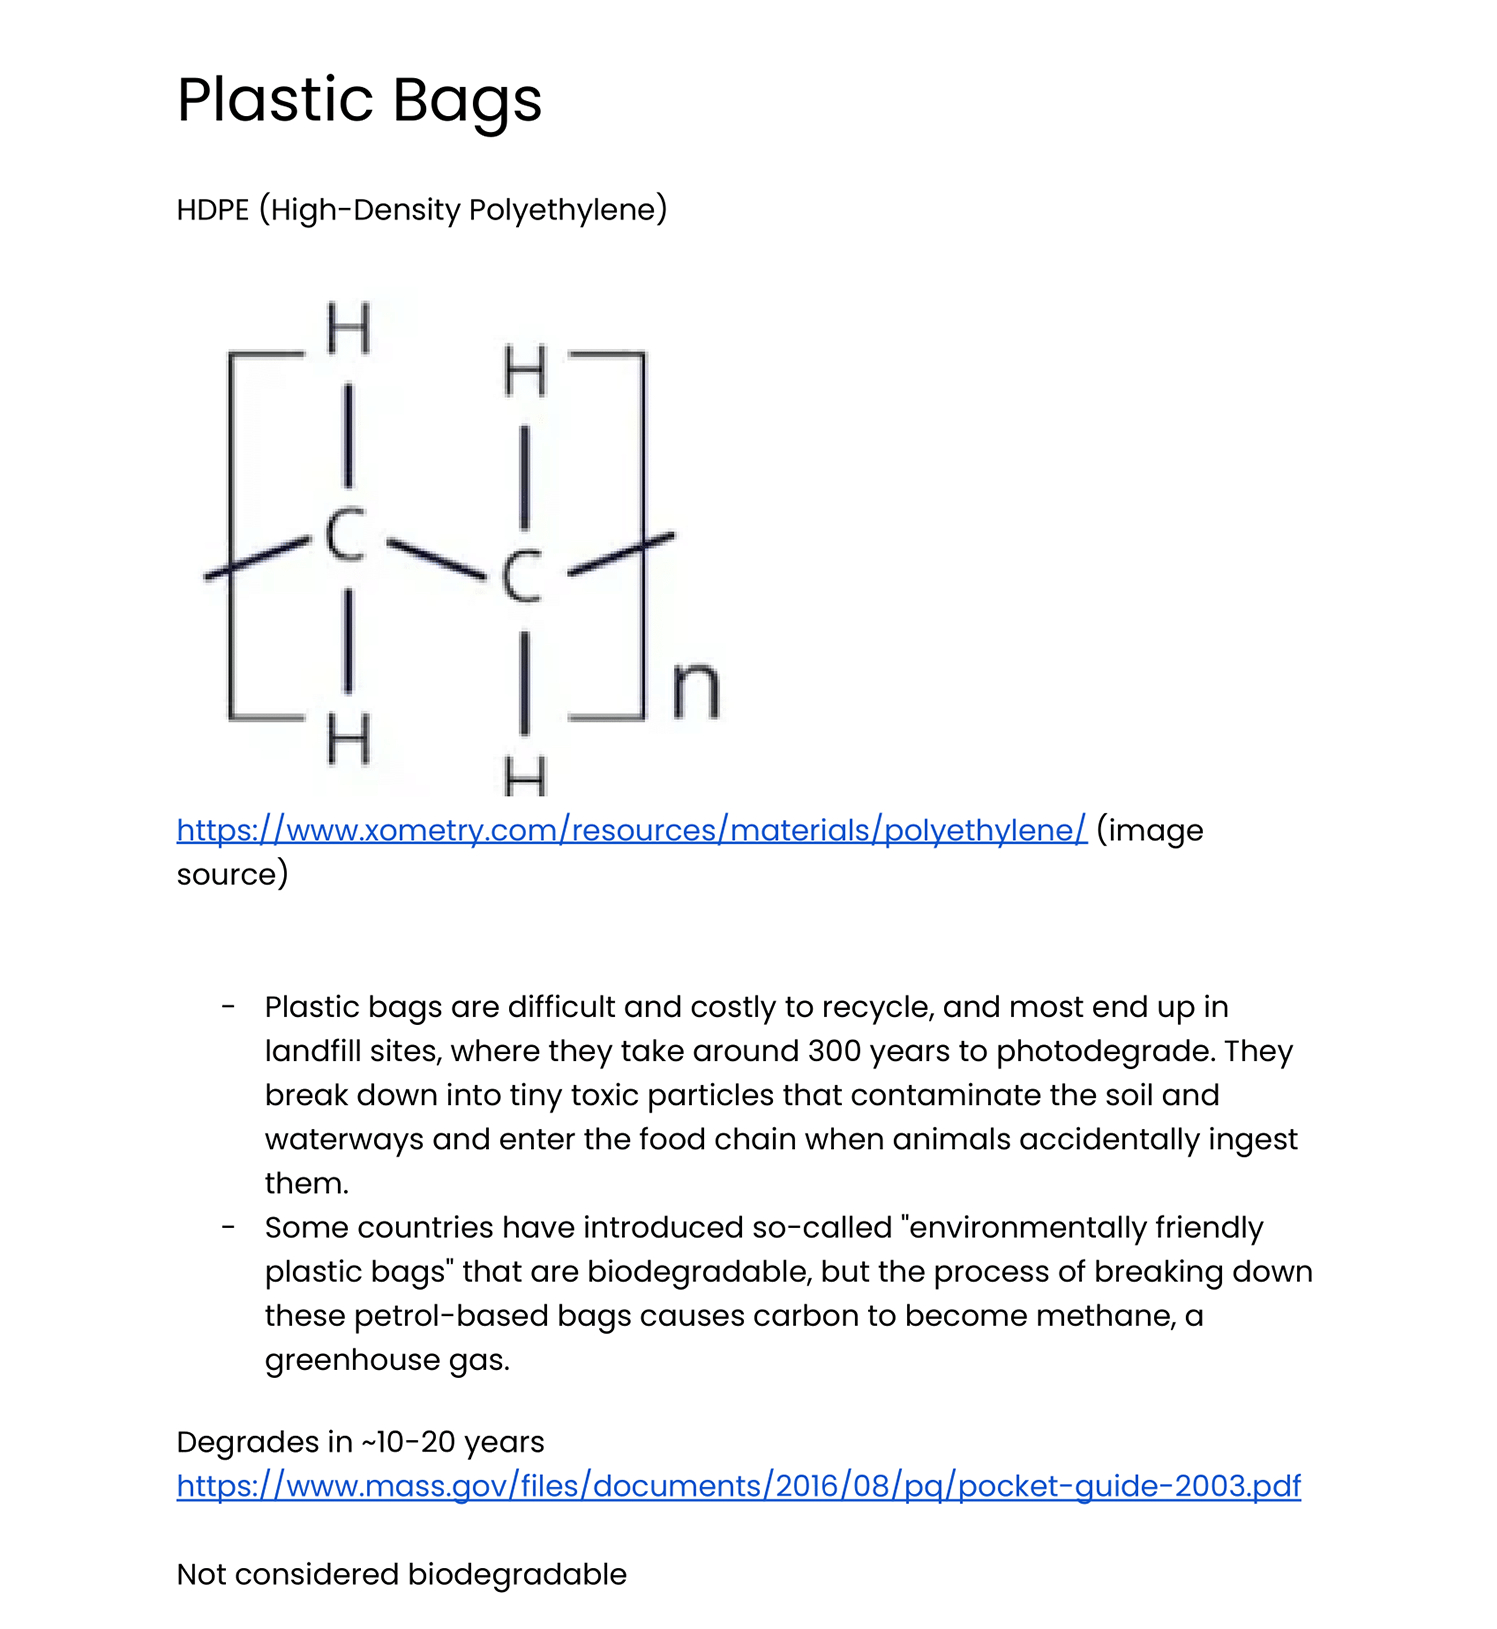 Plastic Bags
HDPE (High-Density Polyethylene)
H
H
C
C
n
H
H
https://www.xometry.com/resources/materials/polyethylene/ (image
source)
- Plastic bags are difficult and costly to recycle, and most end up in
landfill sites, where they take around 300 years to photodegrade. They
break down into tiny toxic particles that contaminate the soil and
waterways and enter the food chain when animals accidentally ingest
them.
- Some countries have introduced so-called "environmentally friendly
plastic bags" that are biodegradable, but the process of breaking down
these petrol-based bags causes carbon to become methane, a
greenhouse gas.
Degrades in ~10-20 years
https://www.mass.gov/files/documents/2016/08/pq/pocket-guide-2003.pdf
Not considered biodegradable